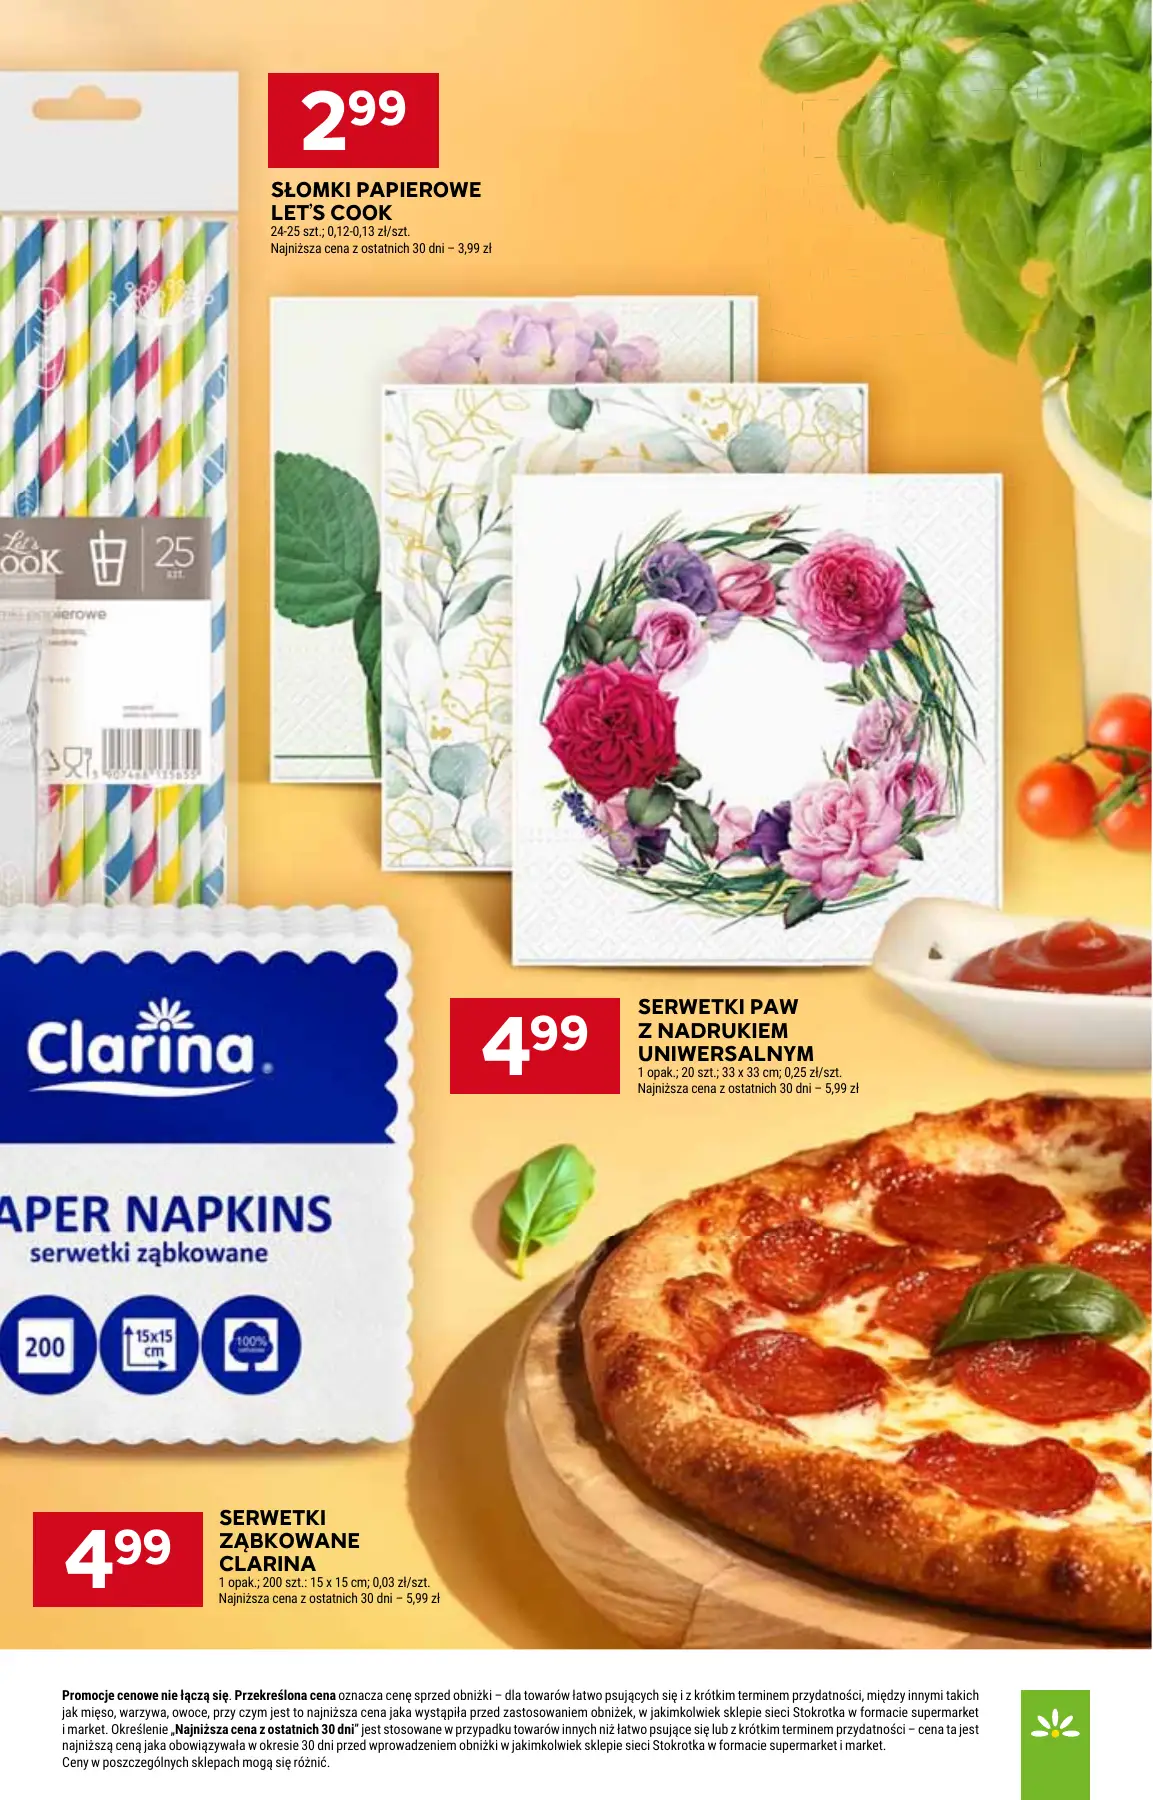 2 99
SŁOMKI PAPIEROWE
LET'S COOK
24-25 szt.; 0,12-0,13 zł/szt.
Najniższa cena z ostatnich 30 dni – 3,99 zł
Let's
COOK
25
szt.
papierowe
5 907468 135655
Clarina
APER NAPKINS
serwetki ząbkowane
200
15x15
cm
100%
4 99
SERWETKI PAW
Z NADRUKIEM
UNIWERSALNYM
1 opak.; 20 szt.; 33 x 33 cm; 0,25 zł/szt.
Najniższa cena z ostatnich 30 dni – 5,99 zł
4 99
SERWETKI
ZĄBKOWANE
CLARINA
1 opak.; 200 szt.: 15 x 15 cm; 0,03 zł/szt.
Najniższa cena z ostatnich 30 dni – 5,99 zł
Promocje cenowe nie łączą się. Przekreślona cena oznacza cenę sprzed obniżki – dla towarów łatwo psujących się i z krótkim terminem przydatności, między innymi takich
jak mięso, warzywa, owoce, przy czym jest to najniższa cena jaka wystąpiła przed zastosowaniem obniżek, w jakimkolwiek sklepie sieci Stokrotka w formacie supermarket
i market. Określenie „Najniższa cena z ostatnich 30 dni” jest stosowane w przypadku towarów innych niż łatwo psujące się lub z krótkim terminem przydatności – cena ta jest
najniższą ceną jaka obowiązywała w okresie 30 dni przed wprowadzeniem obniżki w jakimkolwiek sklepie sieci Stokrotka w formacie supermarket i market.
Ceny w poszczególnych sklepach mogą się różnić.